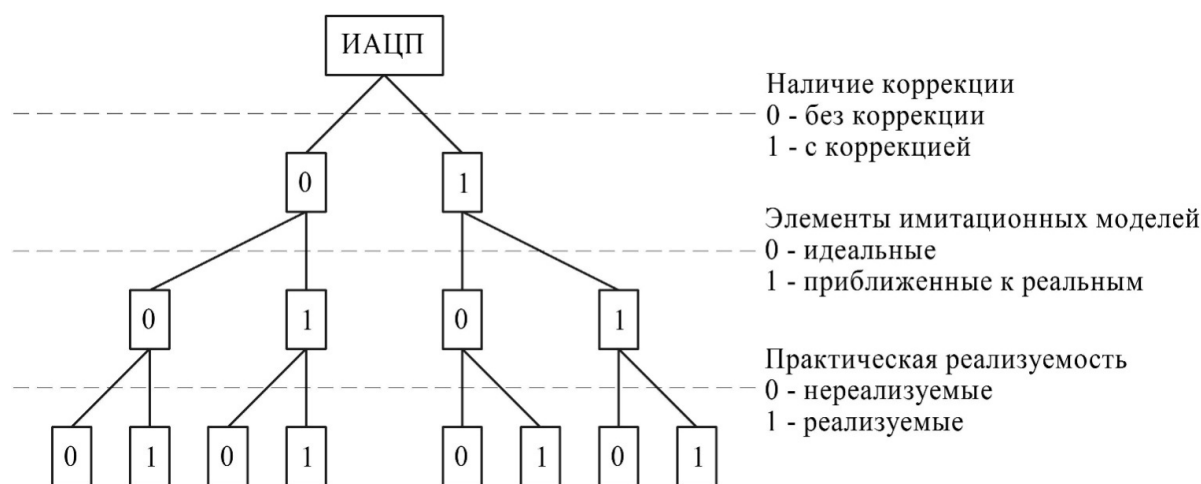 ИАЦП
Наличие коррекции
0 - без коррекции
1 - с коррекцией
0 1
Элементы имитационных моделей
0 - идеальные
1 - приближенные к реальным
0 1 0 1
Практическая реализуемость
0 - нереализуемые
1 - реализуемые
0 1 0 1 0 1 0 1